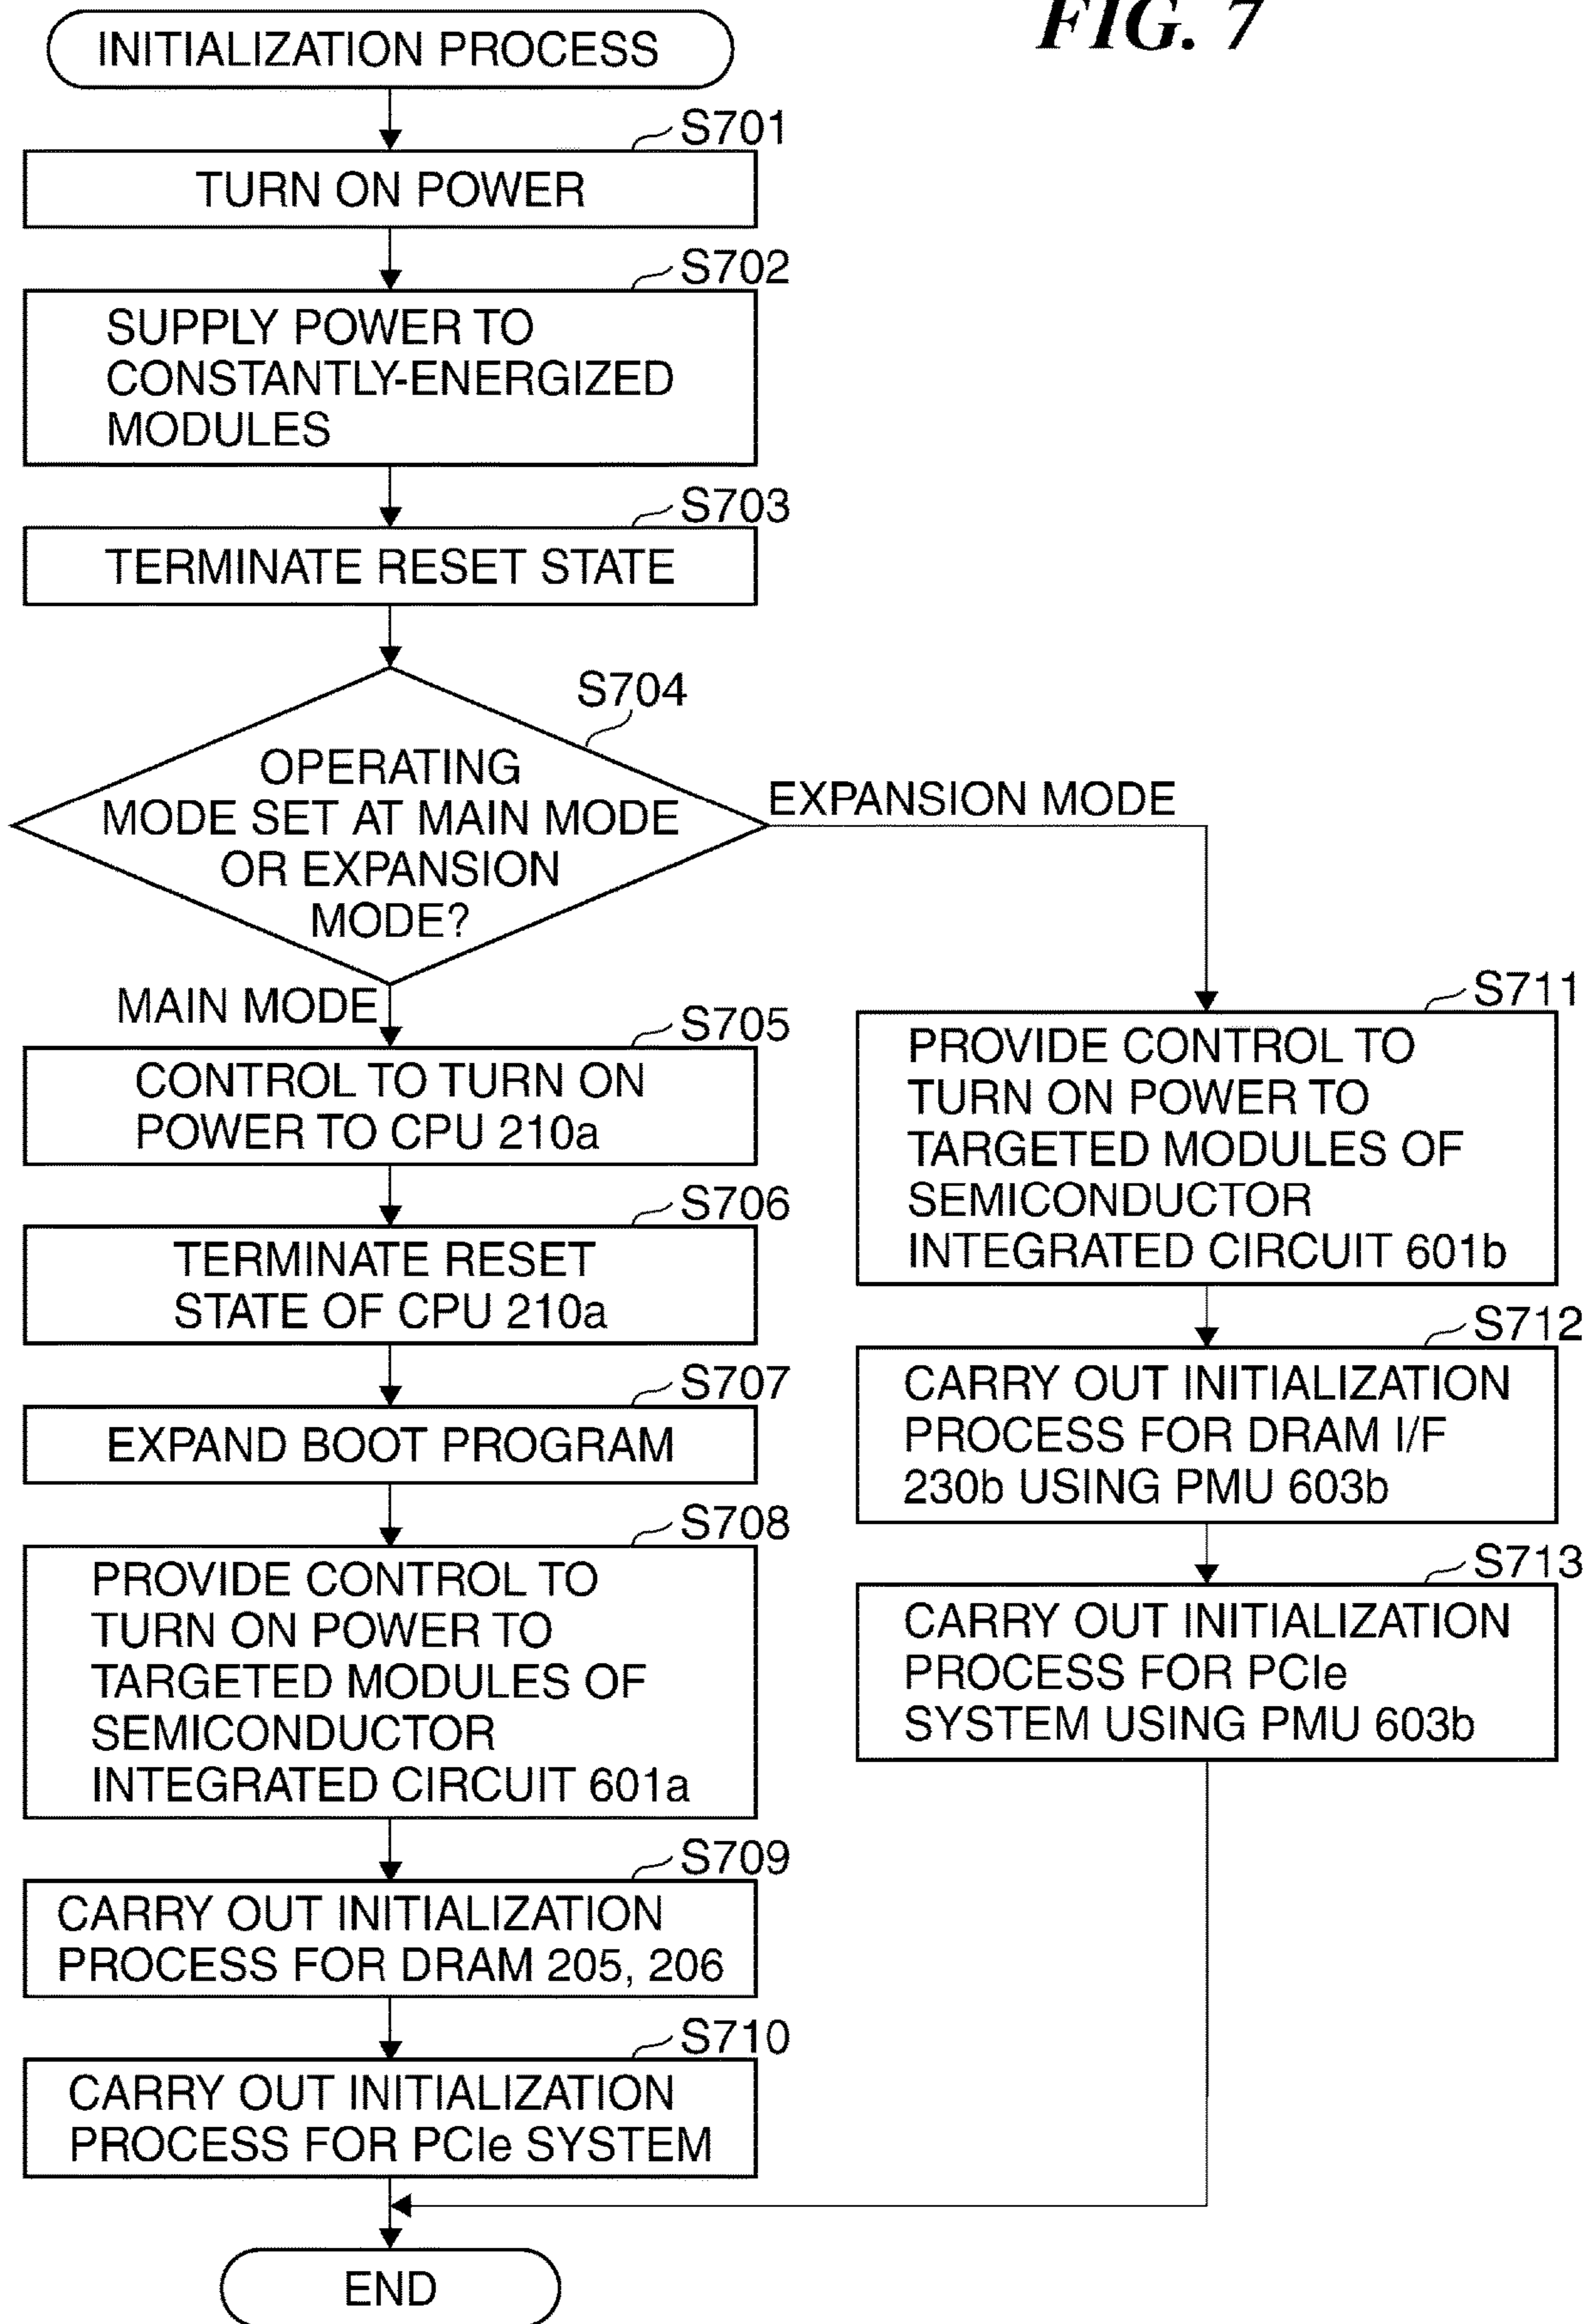 FIG. 7
INITIALIZATION PROCESS
S701
TURN ON POWER
S702
SUPPLY POWER TO
CONSTANTLY-ENERGIZED
MODULES
S703
TERMINATE RESET STATE
S704
OPERATING
MODE SET AT MAIN MODE
OR EXPANSION
MODE?
EXPANSION MODE
MAIN MODE
S705
CONTROL TO TURN ON
POWER TO CPU 210a
S706
TERMINATE RESET
STATE OF CPU 210a
S707
EXPAND BOOT PROGRAM
S708
PROVIDE CONTROL TO
TURN ON POWER TO
TARGETED MODULES OF
SEMICONDUCTOR
INTEGRATED CIRCUIT 601a
S709
CARRY OUT INITIALIZATION
PROCESS FOR DRAM 205, 206
S710
CARRY OUT INITIALIZATION
PROCESS FOR PCIe SYSTEM
S711
PROVIDE CONTROL TO
TURN ON POWER TO
TARGETED MODULES OF
SEMICONDUCTOR
INTEGRATED CIRCUIT 601b
S712
CARRY OUT INITIALIZATION
PROCESS FOR DRAM I/F
230b USING PMU 603b
S713
CARRY OUT INITIALIZATION
PROCESS FOR PCIe
SYSTEM USING PMU 603b
END